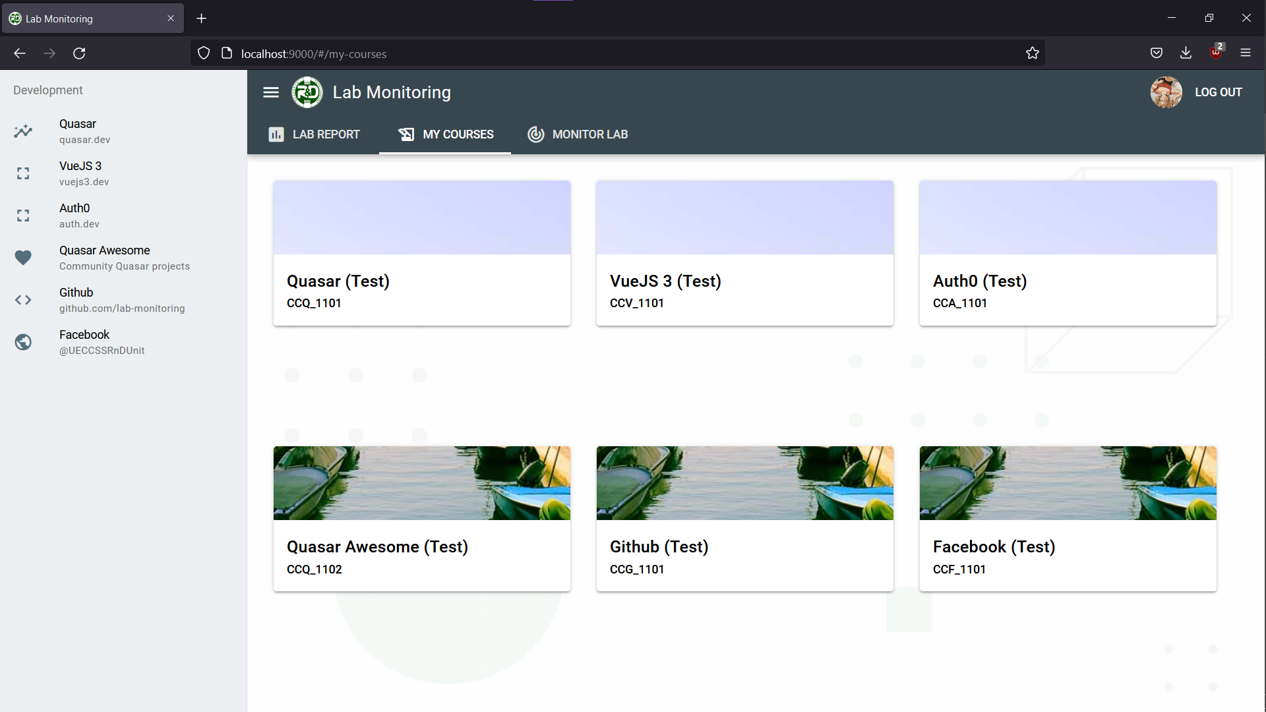 Lab Monitoring
localhost:9000/#/my-courses
2
Development
Quasar
quasar.dev
VueJS 3
vuejs3.dev
Auth0
auth.dev
Quasar Awesome
Community Quasar projects
Github
github.com/lab-monitoring
Facebook
@UECCSSRnDUnit
R&D
Lab Monitoring
LOG OUT
LAB REPORT
MY COURSES
MONITOR LAB
Quasar (Test)
CCQ_1101
VueJS 3 (Test)
CCV_1101
Auth0 (Test)
CCA_1101
Quasar Awesome (Test)
CCQ_1102
Github (Test)
CCG_1101
Facebook (Test)
CCF_1101